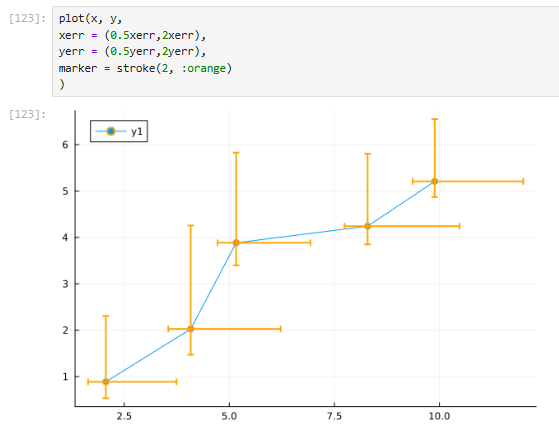 [123]: plot(x, y,
xerr = (0.5xerr,2xerr),
yerr = (0.5yerr,2yerr),
marker = stroke(2, :orange)
)
[123]:
y1
6
5
4
3
2
1
2.5 5.0 7.5 10.0